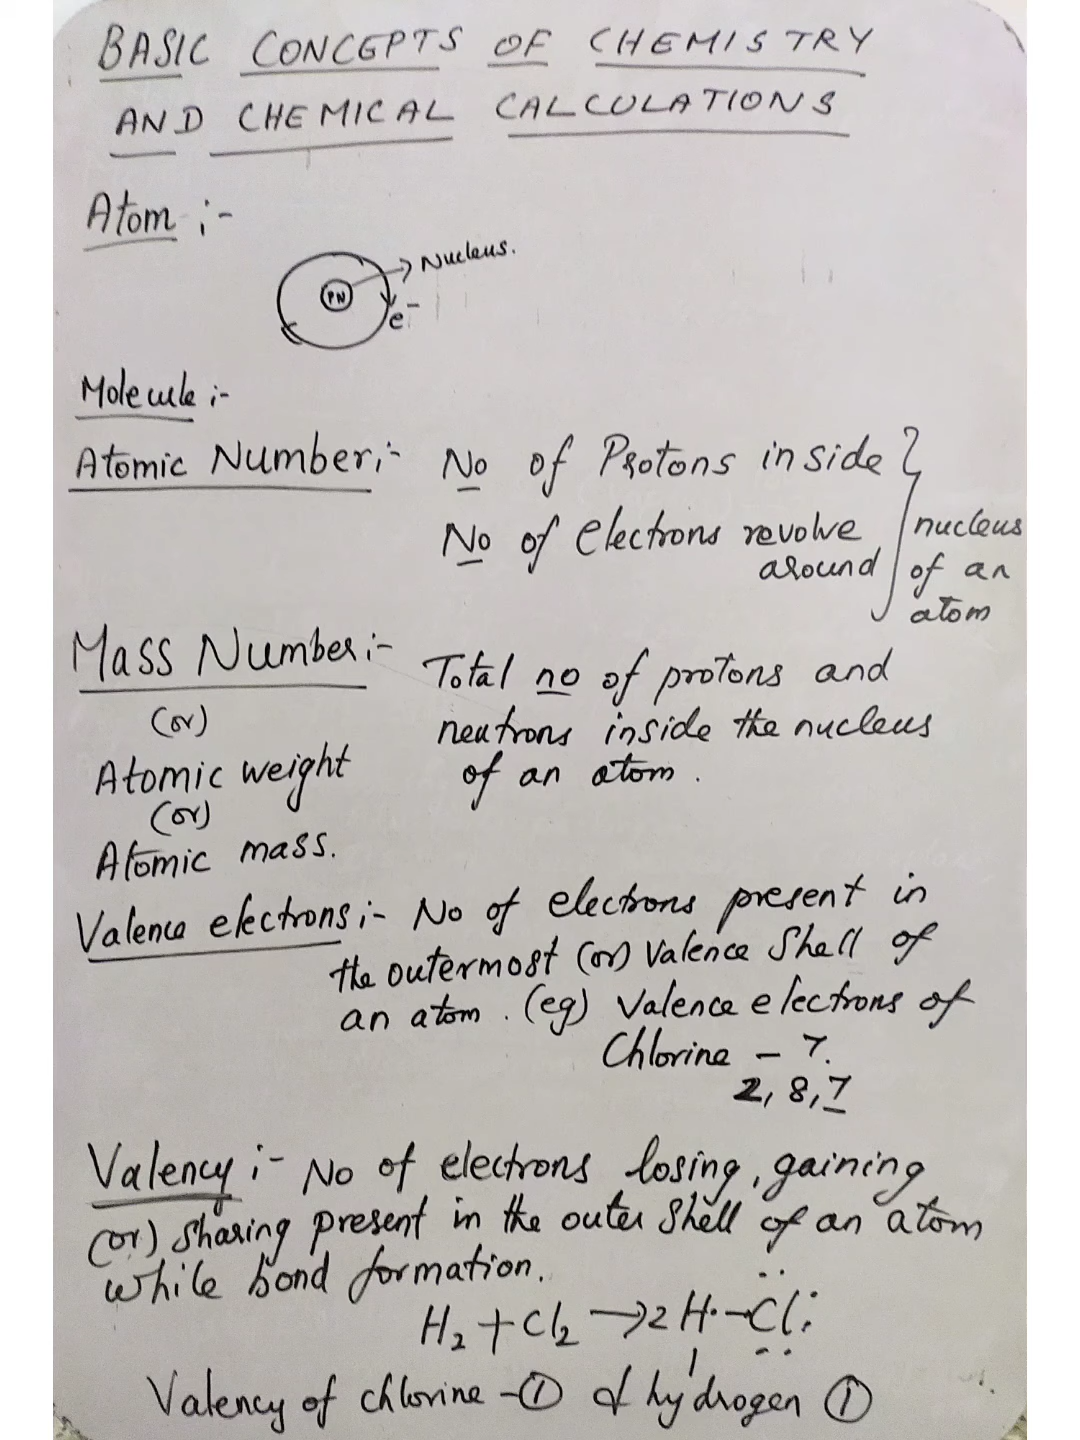 BASIC CONCEPTS OF CHEMISTRY
AND CHEMICAL CALCULATIONS
Atom :-
Nucleus.
PN
e⁻
Molecule :-
Atomic Number :- No of Protons inside
No of electrons revolve around
nucleus
of an
atom
Mass Number :- Total no of protons and
(or)
neutrons inside the nucleus
Atomic weight
of an atom.
(or)
Atomic mass.
Valence electrons :- No of electrons present in
the outermost (or) Valence Shell of
an atom. (eg) Valence electrons of
Chlorine - 7.
2, 8, 7
Valency :- No of electrons losing, gaining
(or) sharing present in the outer shell of an atom
while bond formation.
H₂ + Cl₂ → 2 H·-Cl:
Valency of chlorine - ① & hydrogen ①